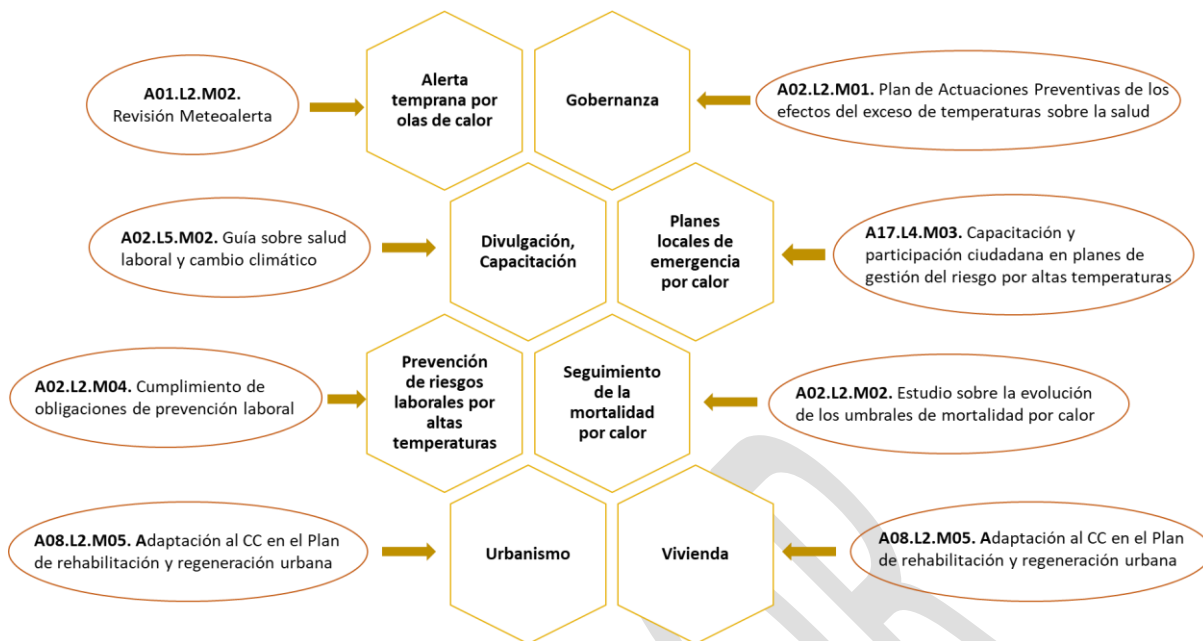 A01.L2.M02.
Revisión Meteoalerta
Alerta
temprana por
olas de calor
Gobernanza
A02.L2.M01. Plan de Actuaciones Preventivas de los
efectos del exceso de temperaturas sobre la salud
A02.L5.M02. Guía sobre salud
laboral y cambio climático
Divulgación,
Capacitación
Planes
locales de
emergencia
por calor
A17.L4.M03. Capacitación y
participación ciudadana en planes de
gestión del riesgo por altas temperaturas
A02.L2.M04. Cumplimiento de
obligaciones de prevención laboral
Prevención
de riesgos
laborales por
altas
temperaturas
Seguimiento
de la
mortalidad
por calor
A02.L2.M02. Estudio sobre la evolución
de los umbrales de mortalidad por calor
A08.L2.M05. Adaptación al CC en el Plan
de rehabilitación y regeneración urbana
Urbanismo
Vivienda
A08.L2.M05. Adaptación al CC en el Plan
de rehabilitación y regeneración urbana